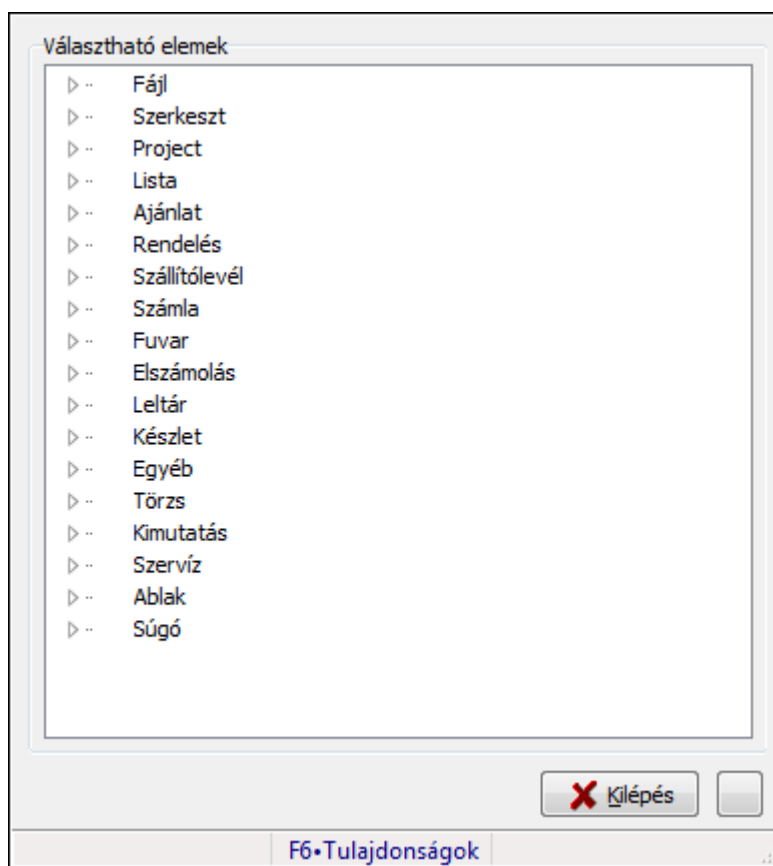 Választható elemek
Fájl
Szerkeszt
Project
Lista
Ajánlat
Rendelés
Szállítólevél
Számla
Fuvar
Elszámolás
Leltár
Készlet
Egyéb
Törzs
Kimutatás
Szervíz
Ablak
Súgó
Kilépés
F6•Tulajdonságok